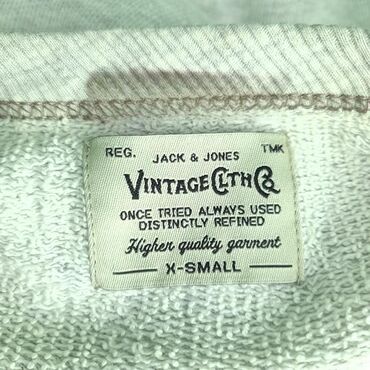 REG. JACK & JONES TMK
VINTAGE CLTH Co
ONCE TRIED ALWAYS USED
DISTINCTLY REFINED
Higher quality garment
X-SMALL